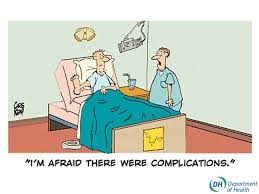 "I'M AFRAID THERE WERE COMPLICATIONS."
DH Department
of Health